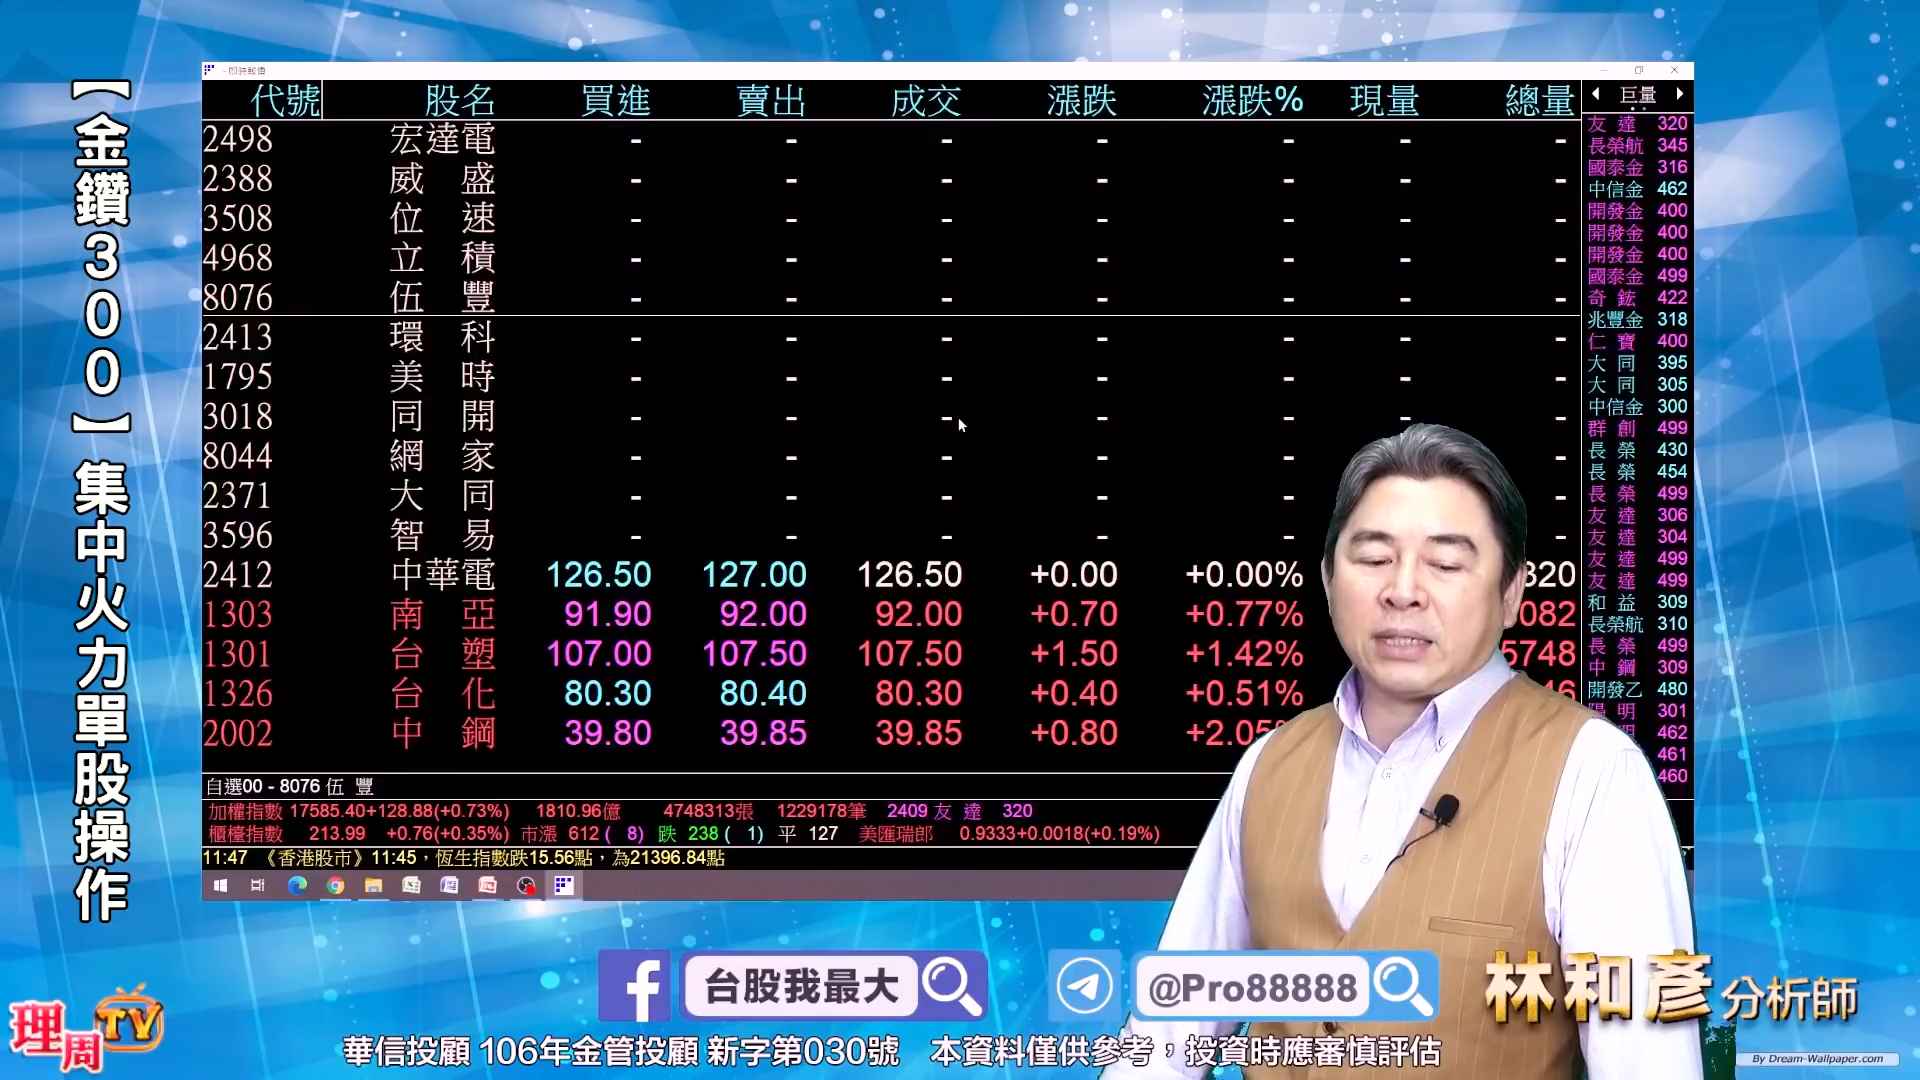 【金鑽300】集中火力單股操作
- 即時報價
代號 股名 買進 賣出 成交 漲跌 漲跌% 現量 總量
2498 宏達電 - - - - - - -
2388 威盛 - - - - - - -
3508 位速 - - - - - - -
4968 立積 - - - - - - -
8076 伍豐 - - - - - - -
2413 環科 - - - - - - -
1795 美時 - - - - - - -
3018 同開 - - - - - - -
8044 網家 - - - - - -
2371 大同 - - - - - -
3596 智易 - - - - - -
2412 中華電 126.50 127.00 126.50 +0.00 +0.00% 320
1303 南亞 91.90 92.00 92.00 +0.70 +0.77% 082
1301 台塑 107.00 107.50 107.50 +1.50 +1.42% 5748
1326 台化 80.30 80.40 80.30 +0.40 +0.51% 46
2002 中鋼 39.80 39.85 39.85 +0.80 +2.05
巨量
友達 320
長榮航 345
國泰金 316
中信金 462
開發金 400
開發金 400
開發金 400
國泰金 499
奇鋐 422
兆豐金 318
仁寶 400
大同 395
大同 305
中信金 300
群創 499
長榮 430
長榮 454
長榮 499
友達 306
友達 304
友達 499
友達 499
和益 309
長榮航 310
長榮 499
中鋼 309
開發乙 480
陽明 301
明 462
461
460
自選00 - 8076 伍豐
加權指數 17585.40+128.88(+0.73%) 1810.96億 4748313張 1229178筆 2409 友達 320
櫃檯指數 213.99 +0.76(+0.35%) 市漲 612 ( 8) 跌 238 ( 1) 平 127 美匯瑞郎 0.9333+0.0018(+0.19%)
11:47 《香港股市》11:45，恆生指數跌15.56點，為21396.84點
台股我最大
@Pro88888
林和彥分析師
理周TV
華信投顧 106年金管投顧 新字第030號 本資料僅供參考，投資時應審慎評估
By Dream-Wallpaper.com